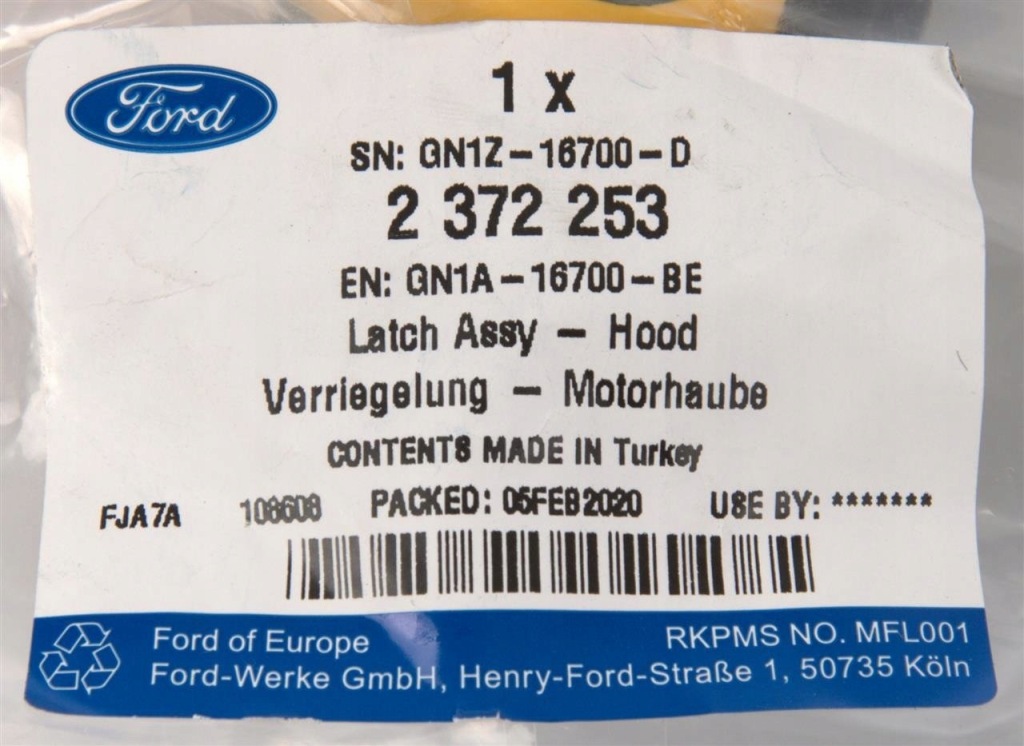 Ford
1 x
SN: GN1Z-16700-D
2 372 253
EN: GN1A-16700-BE
Latch Assy - Hood
Verriegelung - Motorhaube
CONTENTS MADE IN Turkey
FJA7A 108608 PACKED: 05FEB2020 USE BY: *******
Ford of Europe RKPMS NO. MFL001
Ford-Werke GmbH, Henry-Ford-Straße 1, 50735 Köln